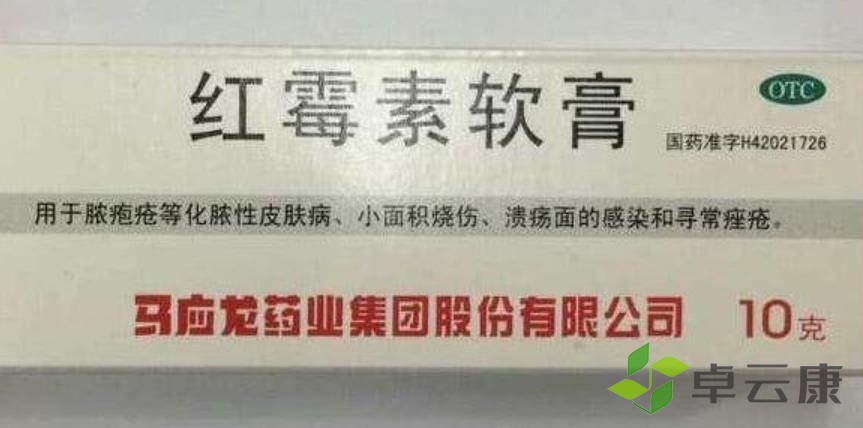 红霉素软膏
OTC
国药准字H42021726
用于脓疱疮等化脓性皮肤病、小面积烧伤、溃疡面的感染和寻常痤疮。
马应龙药业集团股份有限公司 10克
卓云康